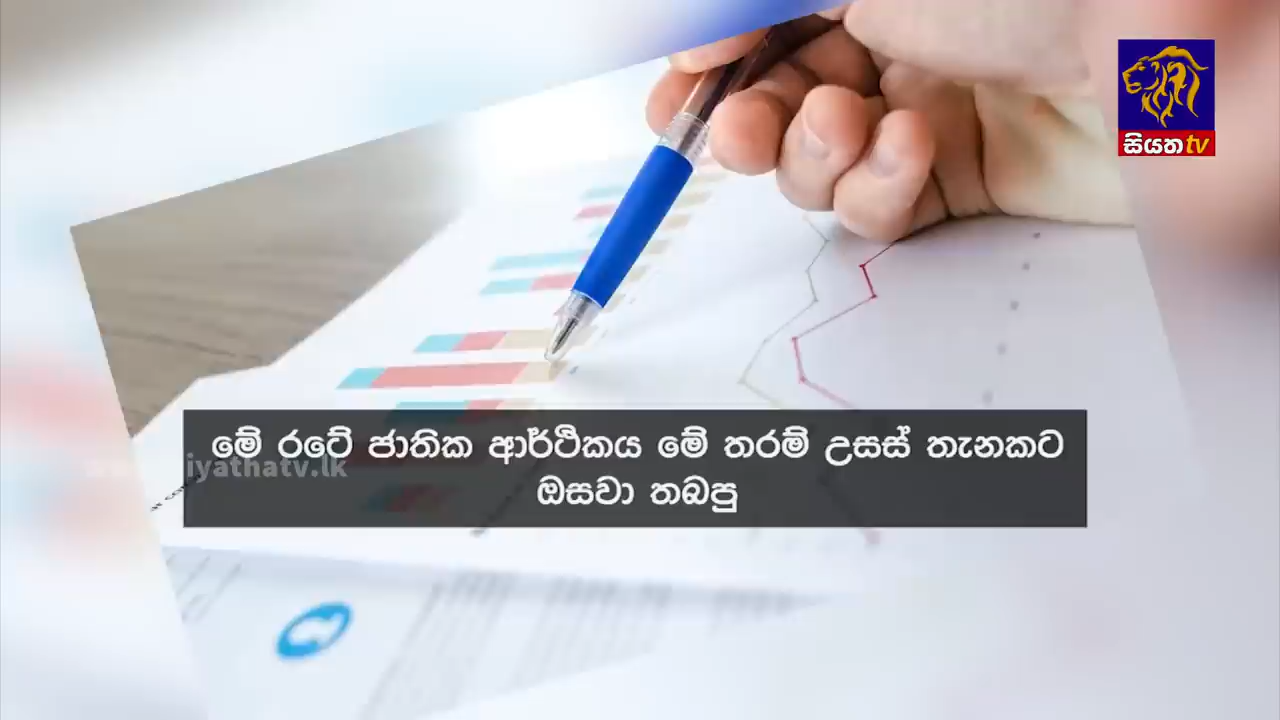 සියත tv
මේ රටේ ජාතික ආර්ථිකය මේ තරම් උසස් තැනකට
iyathatv.lk
ඔසවා තබපු